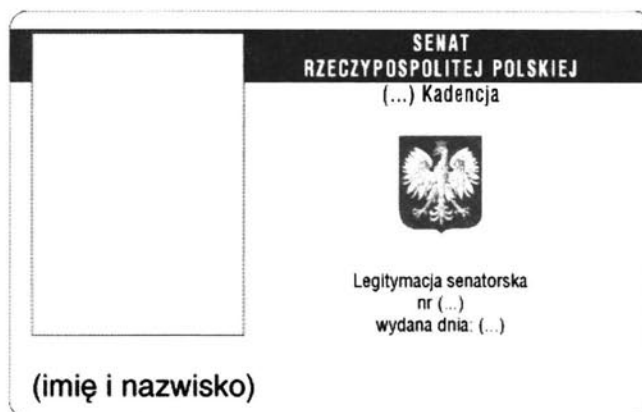 SENAT
RZECZYPOSPOLITEJ POLSKIEJ
(...) Kadencja
Legitymacja senatorska
nr (...)
wydana dnia: (...)
(imię i nazwisko)